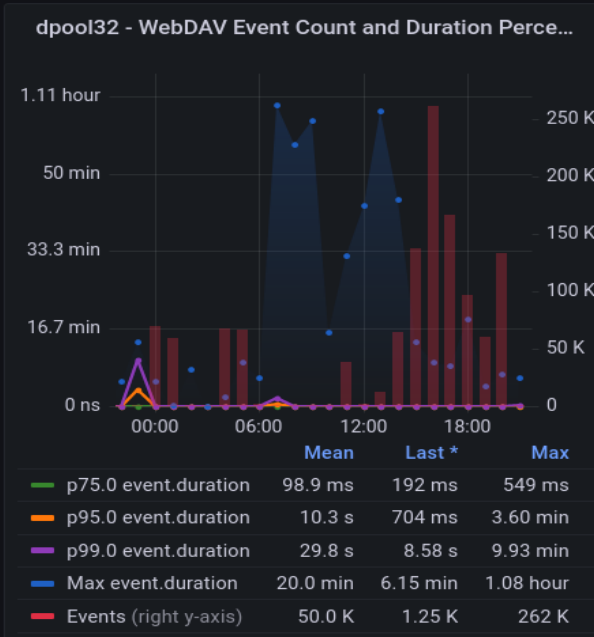 dpool32 - WebDAV Event Count and Duration Perce...
1.11 hour
50 min
33.3 min
16.7 min
0 ns
250 K
200 K
150 K
100 K
50 K
0
00:00 06:00 12:00 18:00
Mean Last * Max
p75.0 event.duration 98.9 ms 192 ms 549 ms
p95.0 event.duration 10.3 s 704 ms 3.60 min
p99.0 event.duration 29.8 s 8.58 s 9.93 min
Max event.duration 20.0 min 6.15 min 1.08 hour
Events (right y-axis) 50.0 K 1.25 K 262 K